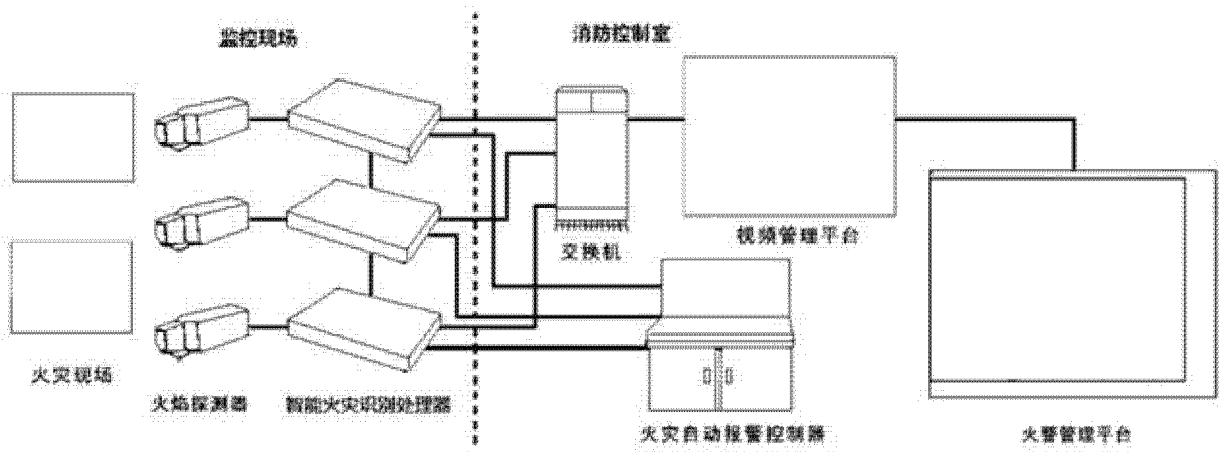 监控现场
消防控制室
交换机
视频管理平台
火灾现场
火焰探测器
智能火灾识别处理器
火灾自动报警控制器
火警管理平台